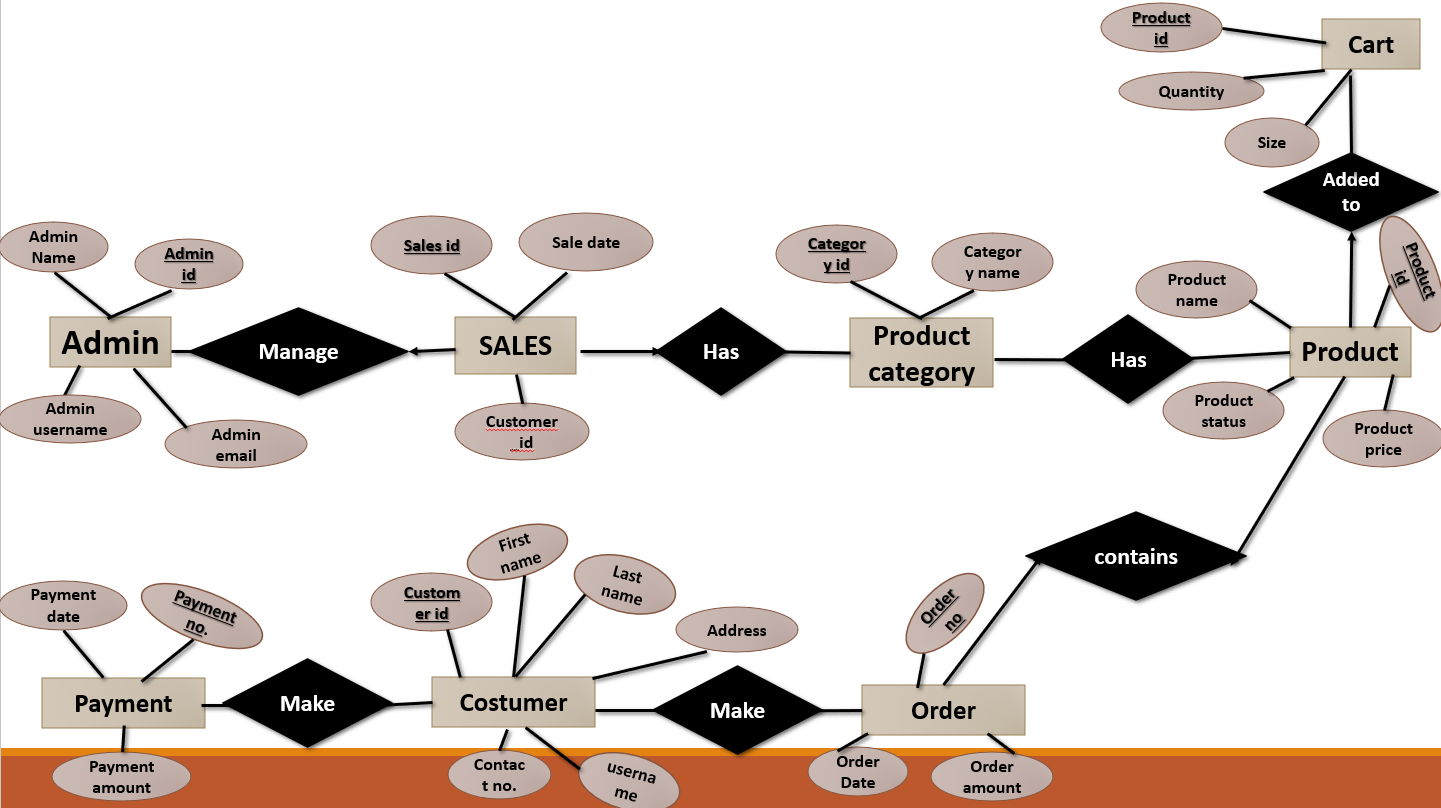 Product
id
Cart
Quantity
Size
Added
to
Admin
Name
Admin
id
Sales id
Sale date
Categor
y id
Categor
y name
Product
name
Product
id
Admin
Manage
SALES
Has
Product
category
Has
Product
Admin
username
Admin
email
Customer
id
Product
status
Product
price
contains
First
name
Last
name
Payment
date
Payment
no.
Custom
er id
Address
Order
no
Payment
Make
Costumer
Make
Order
Payment
amount
Contac
t no.
userna
me
Order
Date
Order
amount